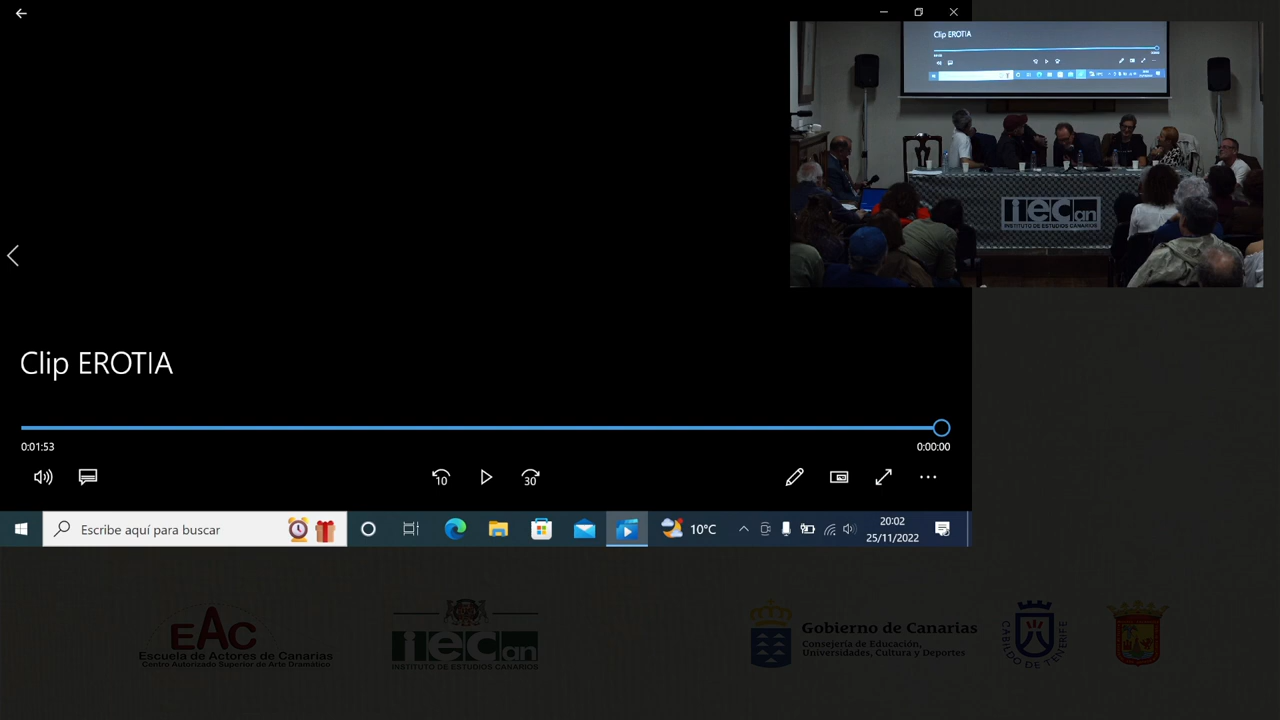 Clip EROTIA
iecan
INSTITUTO DE ESTUDIOS CANARIOS
Clip EROTIA
0:01:53
0:00:00
10
30
Escribe aquí para buscar
10°C
20:02
25/11/2022
EAC
Escuela de Actores de Canarias
Centro Autorizado Superior de Arte Dramático
iecan
INSTITUTO DE ESTUDIOS CANARIOS
Gobierno de Canarias
Consejería de Educación,
Universidades, Cultura y Deportes
CABILDO DE TENERIFE